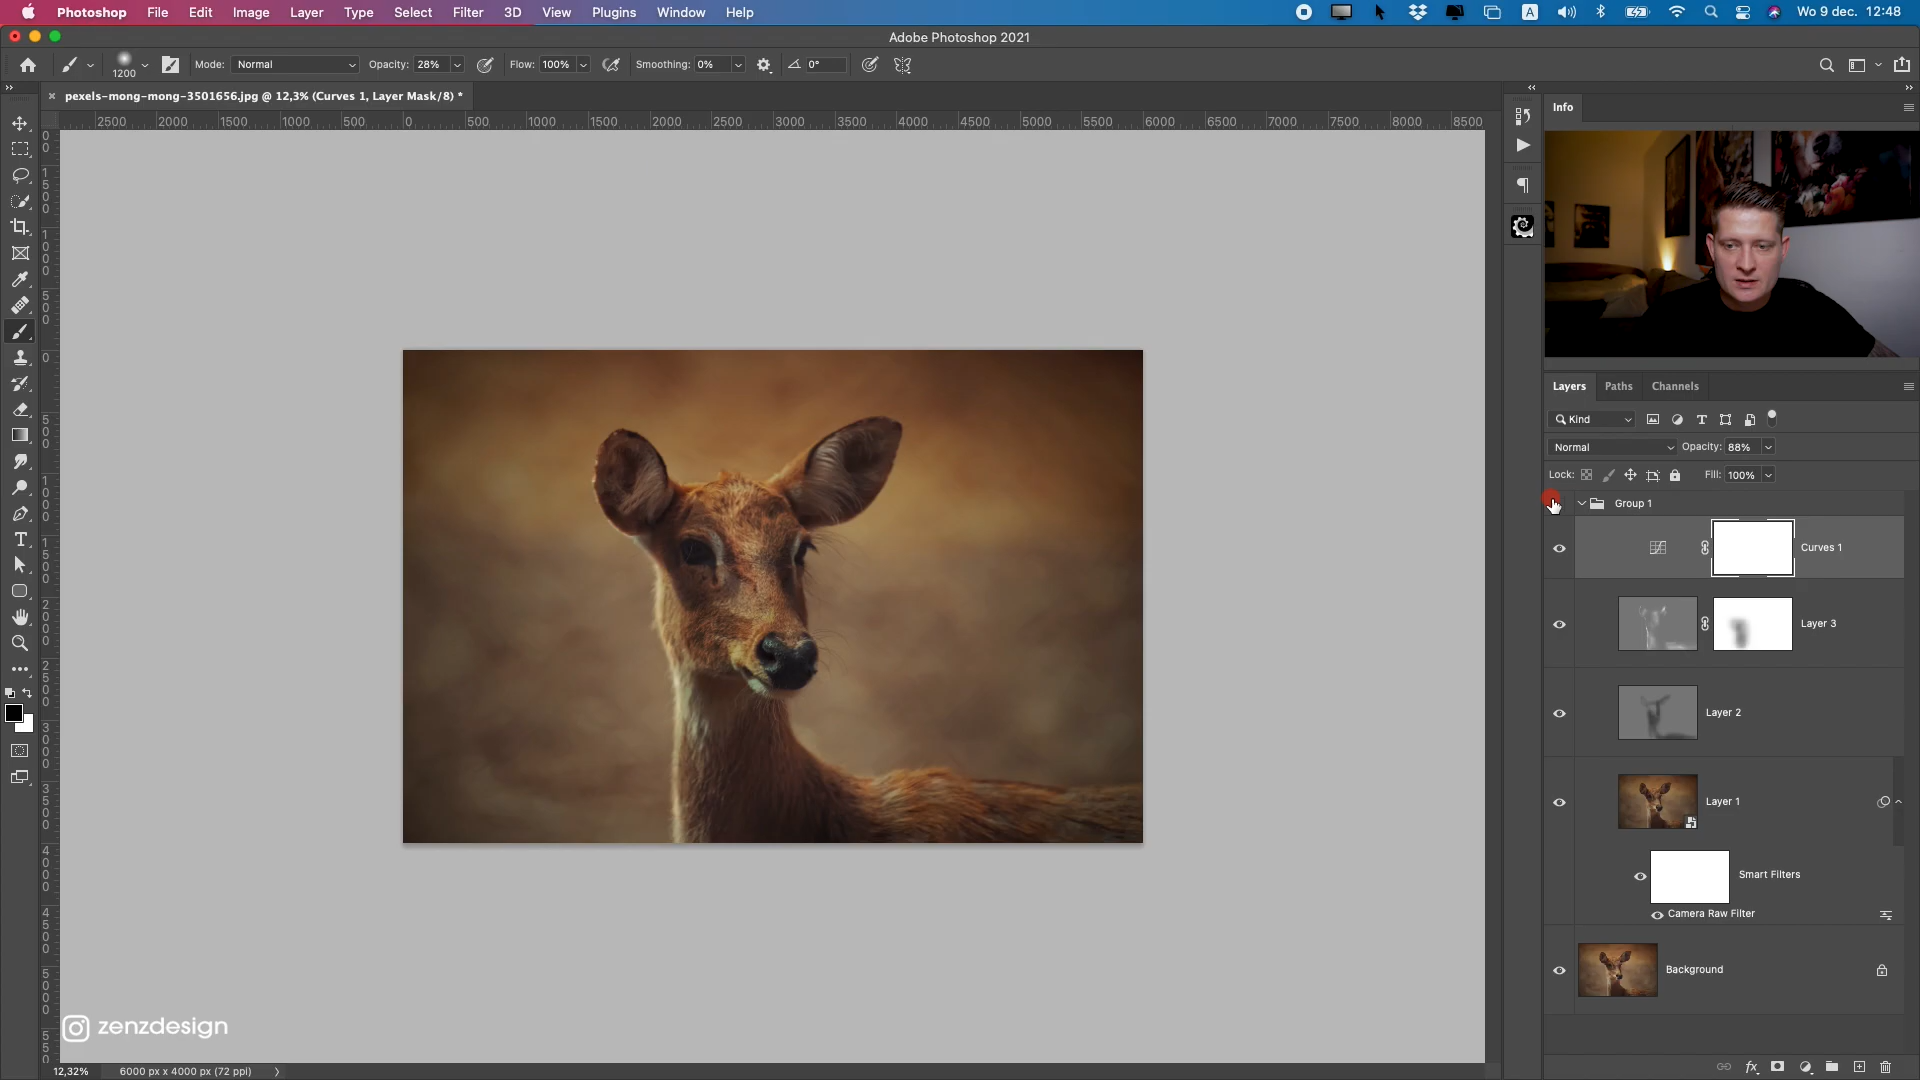 Photoshop File Edit Image Layer Type Select Filter 3D View Plugins Window Help A Wo 9 dec. 12:48
Adobe Photoshop 2021
1200 Mode: Normal Opacity: 28% Flow: 100% Smoothing: 0% 0°
pexels-mong-mong-3501656.jpg @ 12,3% (Curves 1, Layer Mask/8) *
2500 2000 1500 1000 500 0 500 1000 1500 2000 2500 3000 3500 4000 4500 5000 5500 6000 6500 7000 7500 8000 8500
Info
Layers Paths Channels
Kind
Normal Opacity: 88%
Lock: Fill: 100%
Group 1
Curves 1
Layer 3
Layer 2
Layer 1
Smart Filters
Camera Raw Filter
Background
zenzdesign
12,32% 6000 px x 4000 px (72 ppi)